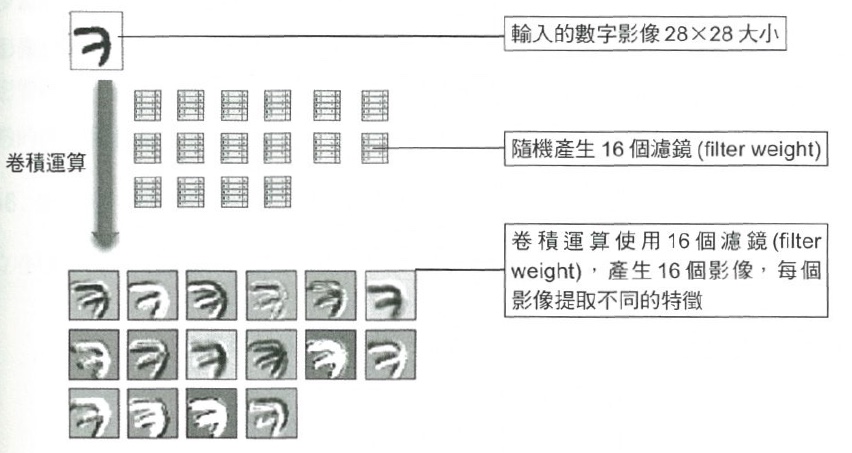 輸入的數字影像 28×28 大小
隨機產生 16 個濾鏡 (filter weight)
卷積運算
卷積運算使用 16 個濾鏡 (filter
weight)，產生 16 個影像，每個
影像提取不同的特徵